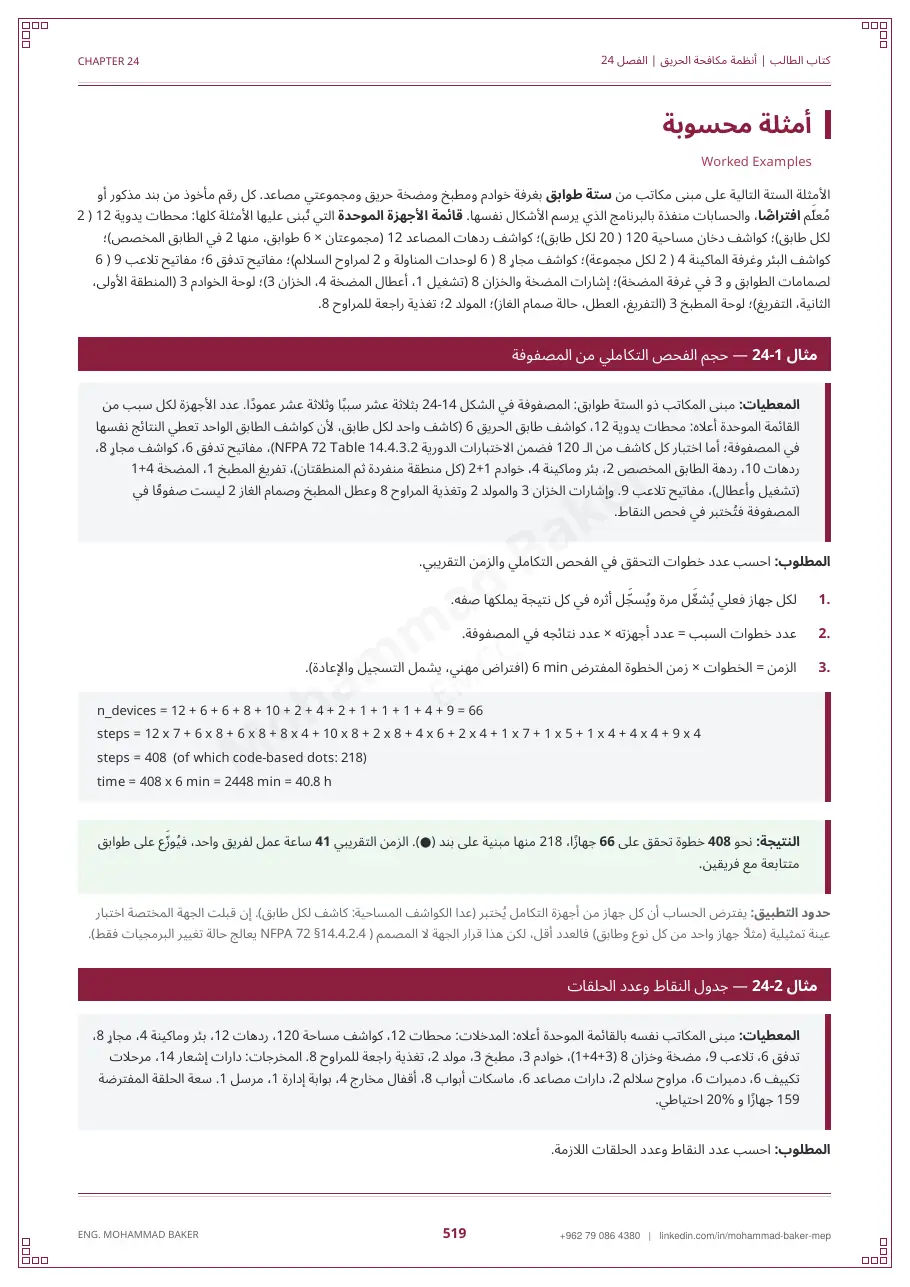 CHAPTER 24
كتاب الطالب | أنظمة مكافحة الحريق | الفصل 24
أمثلة محسوبة
Worked Examples
الأمثلة الستة التالية على مبنى مكاتب من ستة طوابق بغرفة خوادم ومطبخ ومضخة حريق ومجموعتي مصاعد. كل رقم مأخوذ من بند مذكور أو
مُعلَّم افتراضًا، والحسابات منفذة بالبرنامج الذي يرسم الأشكال نفسها. قائمة الأجهزة الموحدة التي تُبنى عليها الأمثلة كلها: محطات يدوية 12 ( 2
لكل طابق)؛ كواشف دخان مساحية 120 ( 20 لكل طابق)؛ كواشف ردهات المصاعد 12 (مجموعتان × 6 طوابق، منها 2 في الطابق المخصص)؛
كواشف البئر وغرفة الماكينة 4 ( 2 لكل مجموعة)؛ كواشف مجارٍ 8 ( 6 لوحدات المناولة و 2 لمراوح السلالم)؛ مفاتيح تدفق 6؛ مفاتيح تلاعب 9 ( 6
لصمامات الطوابق و 3 في غرفة المضخة)؛ إشارات المضخة والخزان 8 (تشغيل 1، أعطال المضخة 4، الخزان 3)؛ لوحة الخوادم 3 (المنطقة الأولى،
الثانية، التفريغ)؛ لوحة المطبخ 3 (التفريغ، العطل، حالة صمام الغاز)؛ المولد 2؛ تغذية راجعة للمراوح 8.
مثال 1-24 — حجم الفحص التكاملي من المصفوفة
المعطيات: مبنى المكاتب ذو الستة طوابق: المصفوفة في الشكل 14-24 بثلاثة عشر سببًا وثلاثة عشر عمودًا. عدد الأجهزة لكل سبب من
القائمة الموحدة أعلاه: محطات يدوية 12، كواشف طابق الحريق 6 (كاشف واحد لكل طابق، لأن كواشف الطابق الواحد تعطي النتائج نفسها
في المصفوفة؛ أما اختبار كل كاشف من الـ 120 فضمن الاختبارات الدورية NFPA 72 Table 14.4.3.2)، مفاتيح تدفق 6، كواشف مجارٍ 8،
ردهات 10، ردهة الطابق المخصص 2، بئر وماكينة 4، خوادم 1+2 (كل منطقة منفردة ثم المنطقتان)، تفريغ المطبخ 1، المضخة 4+1
(تشغيل وأعطال)، مفاتيح تلاعب 9. وإشارات الخزان 3 والمولد 2 وتغذية المراوح 8 وعطل المطبخ وصمام الغاز 2 ليست صفوفًا في
المصفوفة فتُختبر في فحص النقاط.
المطلوب: احسب عدد خطوات التحقق في الفحص التكاملي والزمن التقريبي.
1. لكل جهاز فعلي يُشغَّل مرة ويُسجَّل أثره في كل نتيجة يملكها صفه.
2. عدد خطوات السبب = عدد أجهزته × عدد نتائجه في المصفوفة.
3. الزمن = الخطوات × زمن الخطوة المفترض 6 min (افتراض مهني، يشمل التسجيل والإعادة).
n_devices = 12 + 6 + 6 + 8 + 10 + 2 + 4 + 2 + 1 + 1 + 1 + 4 + 9 = 66
steps = 12 x 7 + 6 x 8 + 6 x 8 + 8 x 4 + 10 x 8 + 2 x 8 + 4 x 6 + 2 x 4 + 1 x 7 + 1 x 5 + 1 x 4 + 4 x 4 + 9 x 4
steps = 408 (of which code-based dots: 218)
time = 408 x 6 min = 2448 min = 40.8 h
النتيجة: نحو 408 خطوة تحقق على 66 جهازًا، 218 منها مبنية على بند (●). الزمن التقريبي 41 ساعة عمل لفريق واحد، فيُوزَّع على طوابق
متتابعة مع فريقين.
حدود التطبيق: يفترض الحساب أن كل جهاز من أجهزة التكامل يُختبر (عدا الكواشف المساحية: كاشف لكل طابق). إن قبلت الجهة المختصة اختبار
عينة تمثيلية (مثلًا جهاز واحد من كل نوع وطابق) فالعدد أقل، لكن هذا قرار الجهة لا المصمم ( NFPA 72 §14.4.2.4 يعالج حالة تغيير البرمجيات فقط).
مثال 2-24 — جدول النقاط وعدد الحلقات
المعطيات: مبنى المكاتب نفسه بالقائمة الموحدة أعلاه: المدخلات: محطات 12، كواشف مساحة 120، ردهات 12، بئر وماكينة 4، مجارٍ 8،
تدفق 6، تلاعب 9، مضخة وخزان 8 (3+4+1)، خوادم 3، مطبخ 3، مولد 2، تغذية راجعة للمراوح 8. المخرجات: دارات إشعار 14، مرحلات
تكييف 6، دمبرات 6، مراوح سلالم 2، دارات مصاعد 6، ماسكات أبواب 8، أقفال مخارج 4، بوابة إدارة 1، مرسل 1. سعة الحلقة المفترضة
159 جهازًا و 20% احتياطي.
المطلوب: احسب عدد النقاط وعدد الحلقات اللازمة.
ENG. MOHAMMAD BAKER
519
+962 79 086 4380 | linkedin.com/in/mohammad-baker-mep